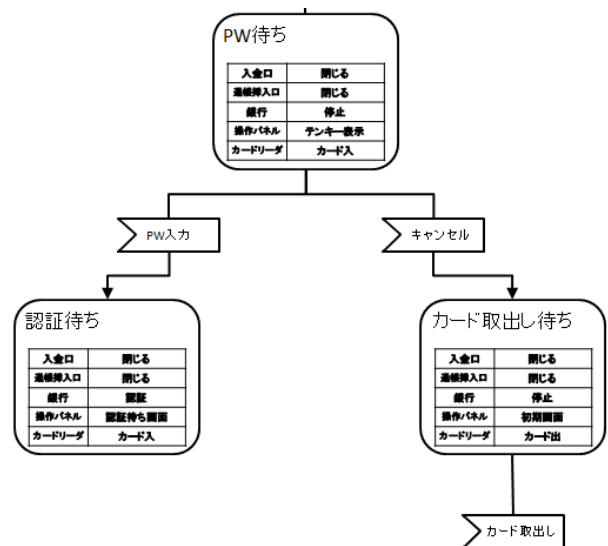 PW待ち
入金口 閉じる
通帳挿入口 閉じる
銀行 停止
操作パネル テンキー表示
カードリーダ カード入
PW入力
キャンセル
認証待ち
入金口 閉じる
通帳挿入口 閉じる
銀行 認証
操作パネル 認証待ち画面
カードリーダ カード入
カード取出し待ち
入金口 閉じる
通帳挿入口 閉じる
銀行 停止
操作パネル 初期画面
カードリーダ カード出
カード取出し